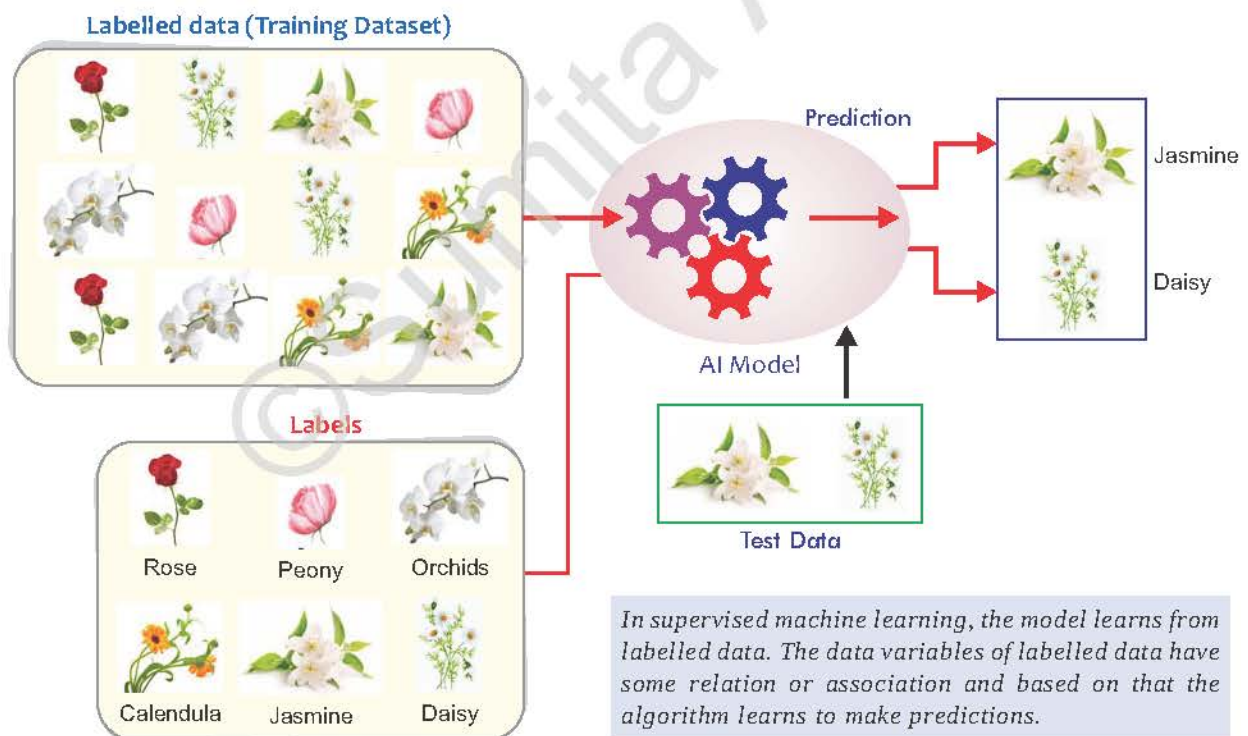 Labelled data (Training Dataset)
Prediction
Jasmine
Daisy
AI Model
Test Data
Labels
Rose Peony Orchids
Calendula Jasmine Daisy
In supervised machine learning, the model learns from
labelled data. The data variables of labelled data have
some relation or association and based on that the
algorithm learns to make predictions.
©Sumita A